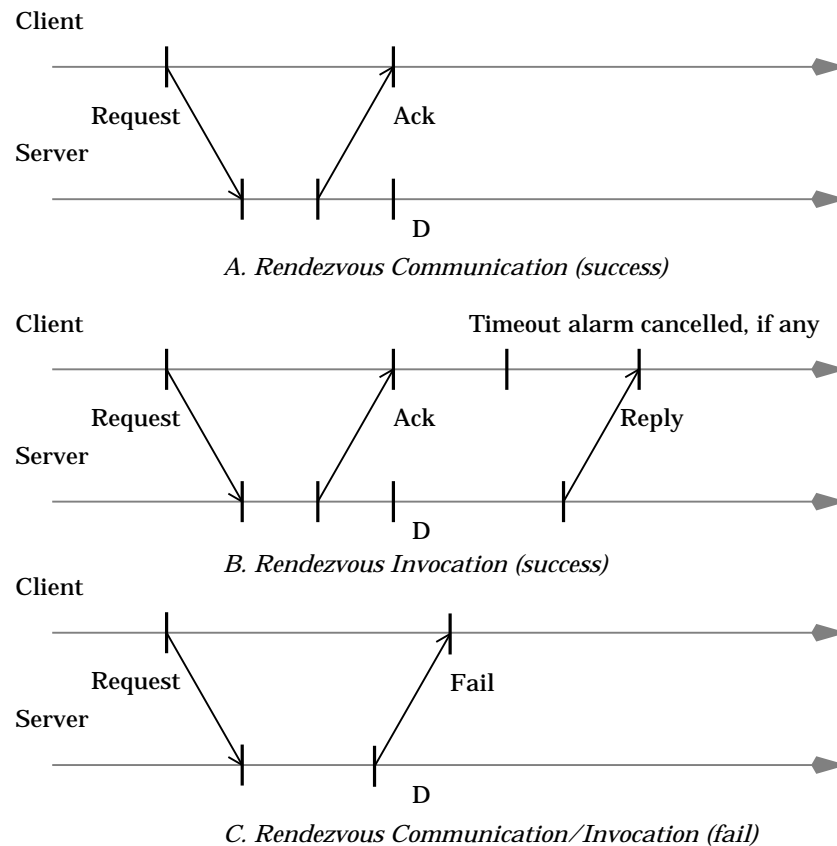 Client
Request
Ack
Server
D
A. Rendezvous Communication (success)
Client
Timeout alarm cancelled, if any
Request
Ack
Reply
Server
D
B. Rendezvous Invocation (success)
Client
Request
Fail
Server
D
C. Rendezvous Communication/Invocation (fail)